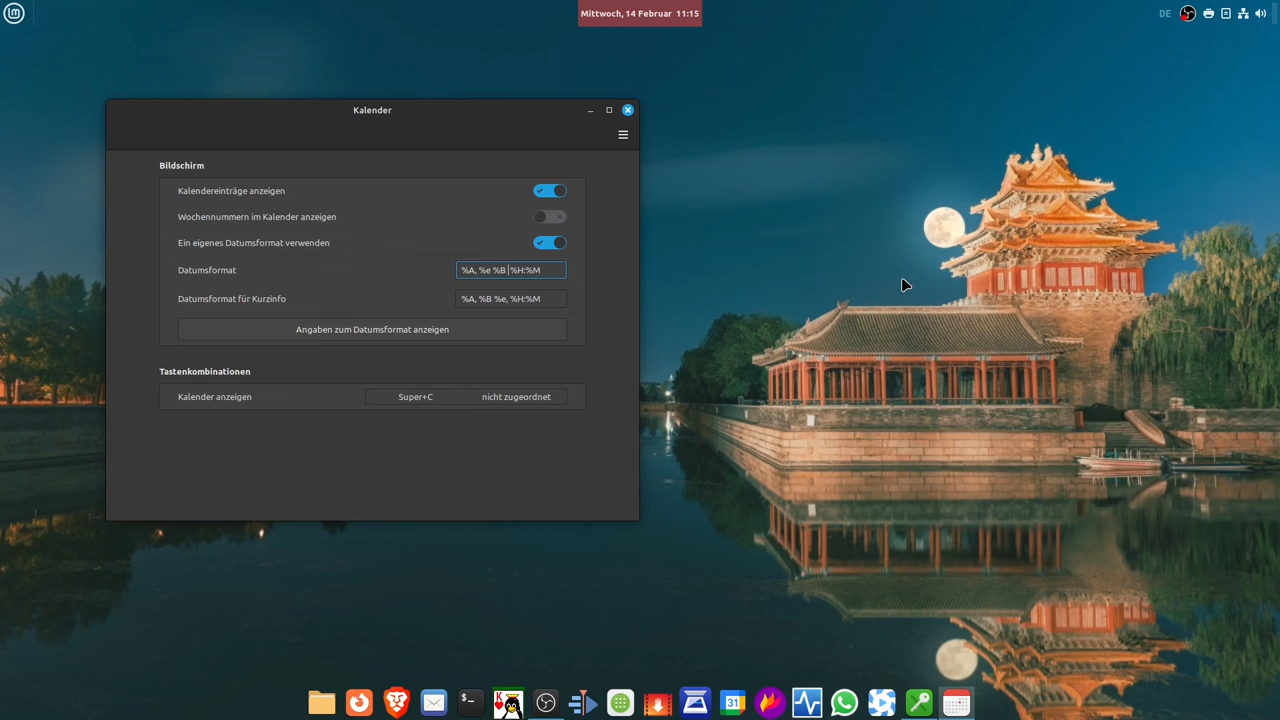 Mittwoch, 14 Februar 11:15
DE
Kalender
Bildschirm
Kalendereinträge anzeigen
Wochennummern im Kalender anzeigen
Ein eigenes Datumsformat verwenden
Datumsformat
%A, %e %B %H:%M
Datumsformat für Kurzinfo
%A, %B %e, %H:%M
Angaben zum Datumsformat anzeigen
Tastenkombinationen
Kalender anzeigen
Super+C
nicht zugeordnet
$_
K
31